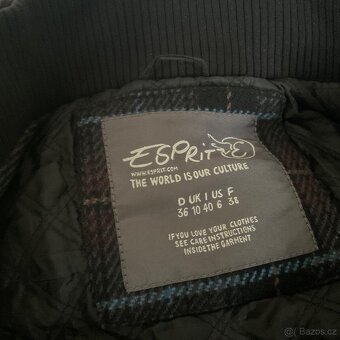 ESPRIT
WWW.ESPRIT.COM
THE WORLD IS OUR CULTURE
D UK I US F
36 10 40 6 38
IF YOU LOVE YOUR CLOTHES
SEE CARE INSTRUCTIONS
INSIDE THE GARMENT
Bazos.cz